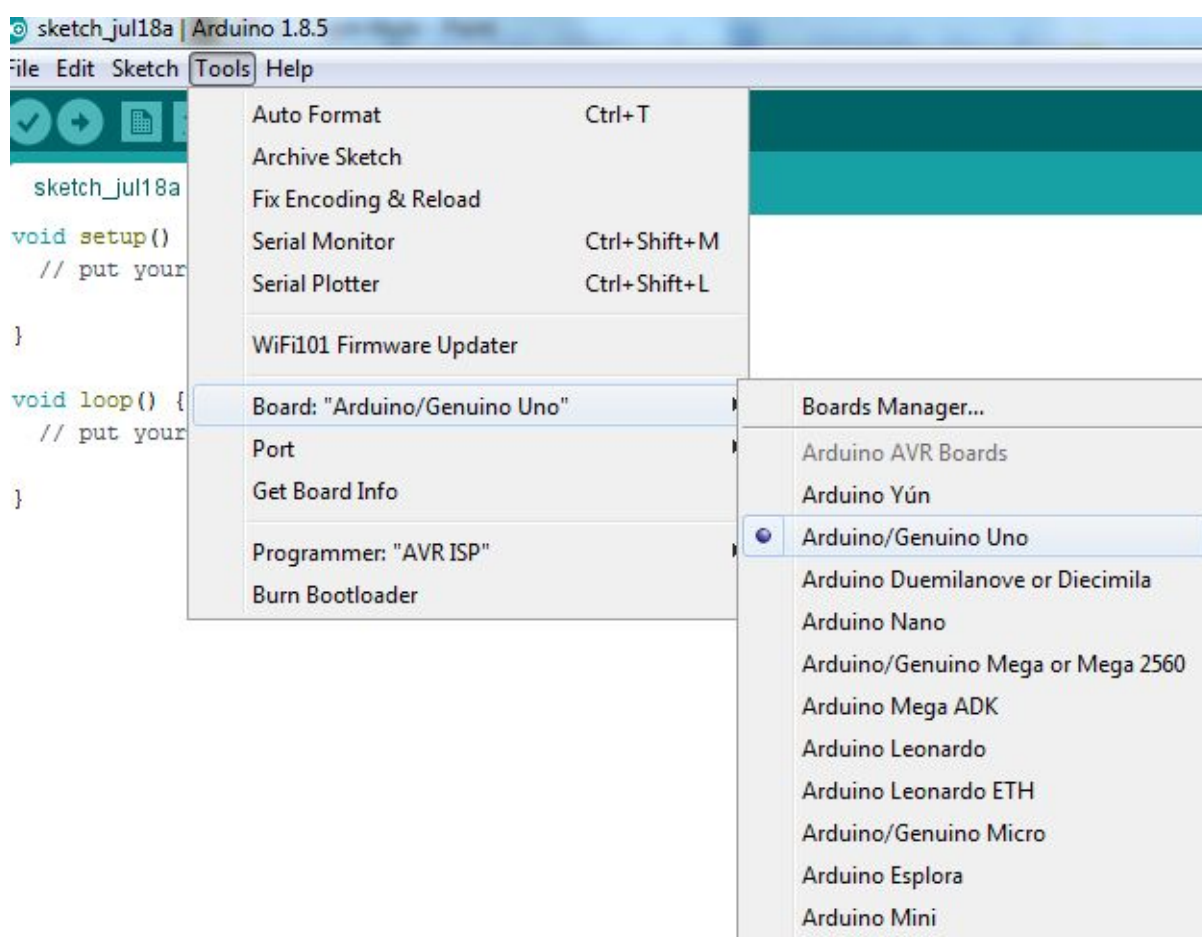 sketch_jul18a | Arduino 1.8.5
File Edit Sketch Tools Help
sketch_jul18a
void setup()
// put your
}
void loop() {
// put your
}
Auto Format Ctrl+T
Archive Sketch
Fix Encoding & Reload
Serial Monitor Ctrl+Shift+M
Serial Plotter Ctrl+Shift+L
WiFi101 Firmware Updater
Board: "Arduino/Genuino Uno"
Port
Get Board Info
Programmer: "AVR ISP"
Burn Bootloader
Boards Manager...
Arduino AVR Boards
Arduino Yún
Arduino/Genuino Uno
Arduino Duemilanove or Diecimila
Arduino Nano
Arduino/Genuino Mega or Mega 2560
Arduino Mega ADK
Arduino Leonardo
Arduino Leonardo ETH
Arduino/Genuino Micro
Arduino Esplora
Arduino Mini